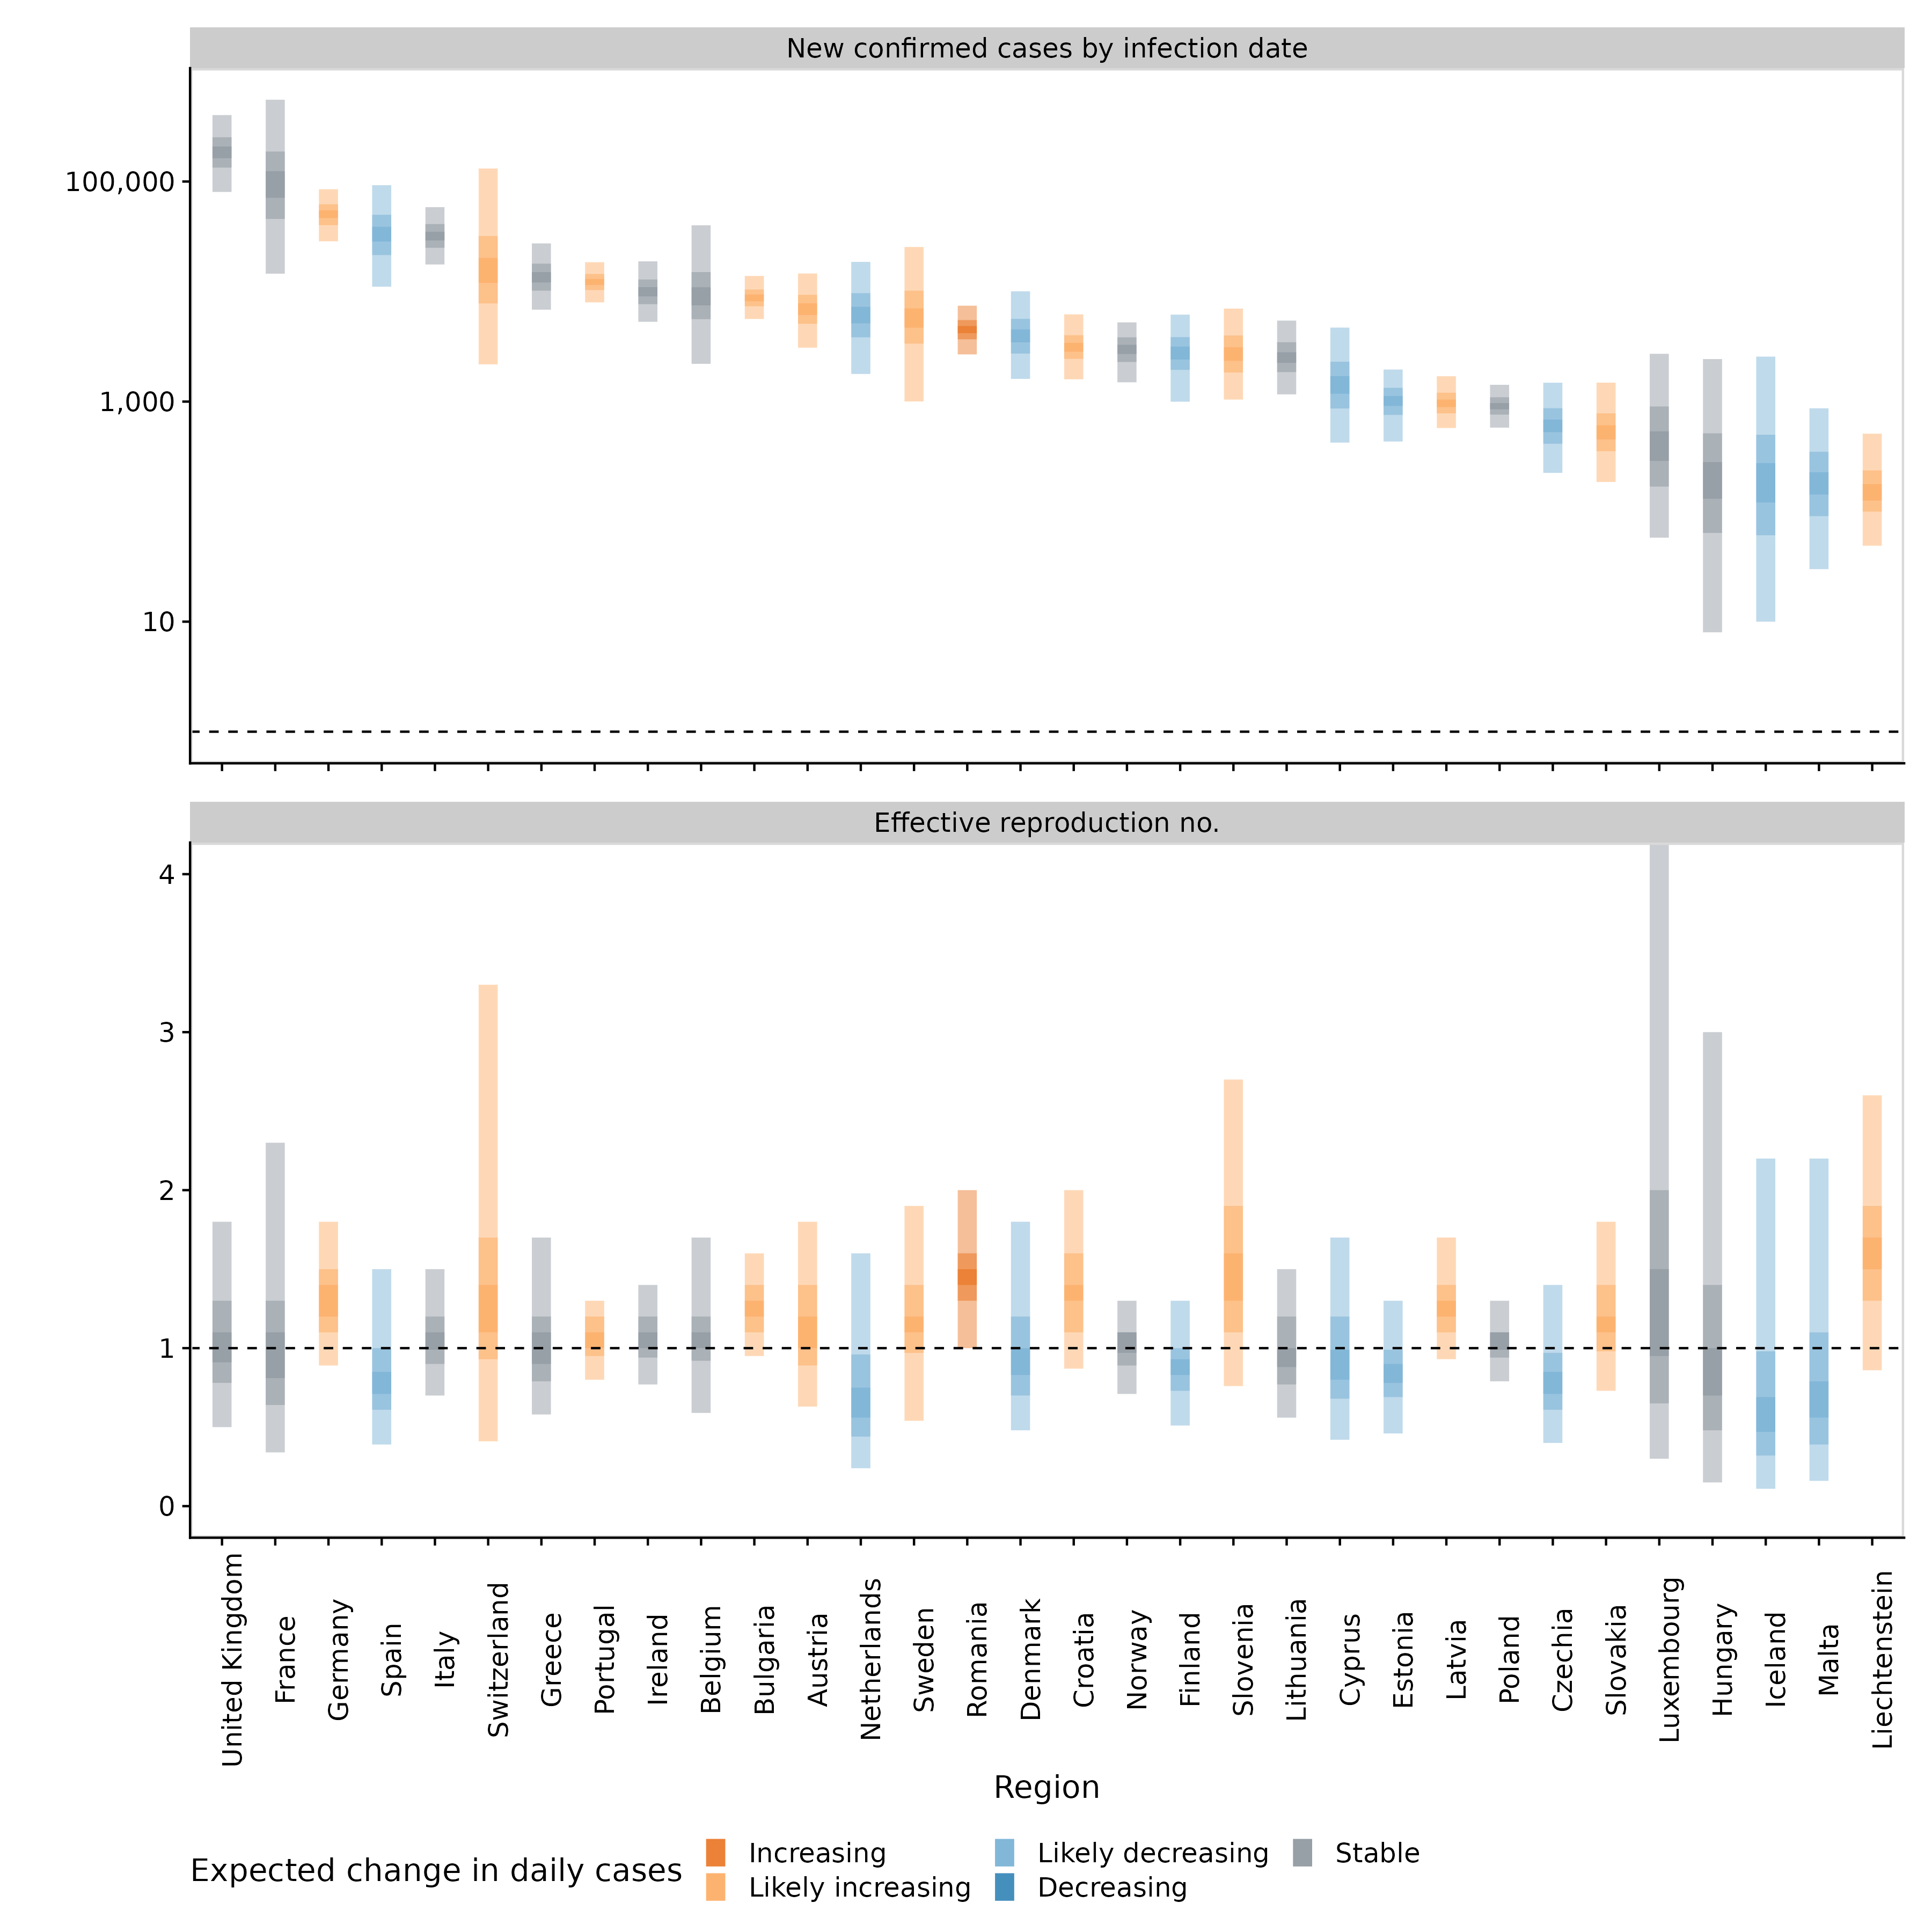 New confirmed cases by infection date
100,000
1,000
10
Effective reproduction no.
4
3
2
1
0
United Kingdom
France
Germany
Spain
Italy
Switzerland
Greece
Portugal
Ireland
Belgium
Bulgaria
Austria
Netherlands
Sweden
Romania
Denmark
Croatia
Norway
Finland
Slovenia
Lithuania
Cyprus
Estonia
Latvia
Poland
Czechia
Slovakia
Luxembourg
Hungary
Iceland
Malta
Liechtenstein
Region
Expected change in daily cases
Increasing
Likely increasing
Likely decreasing
Decreasing
Stable